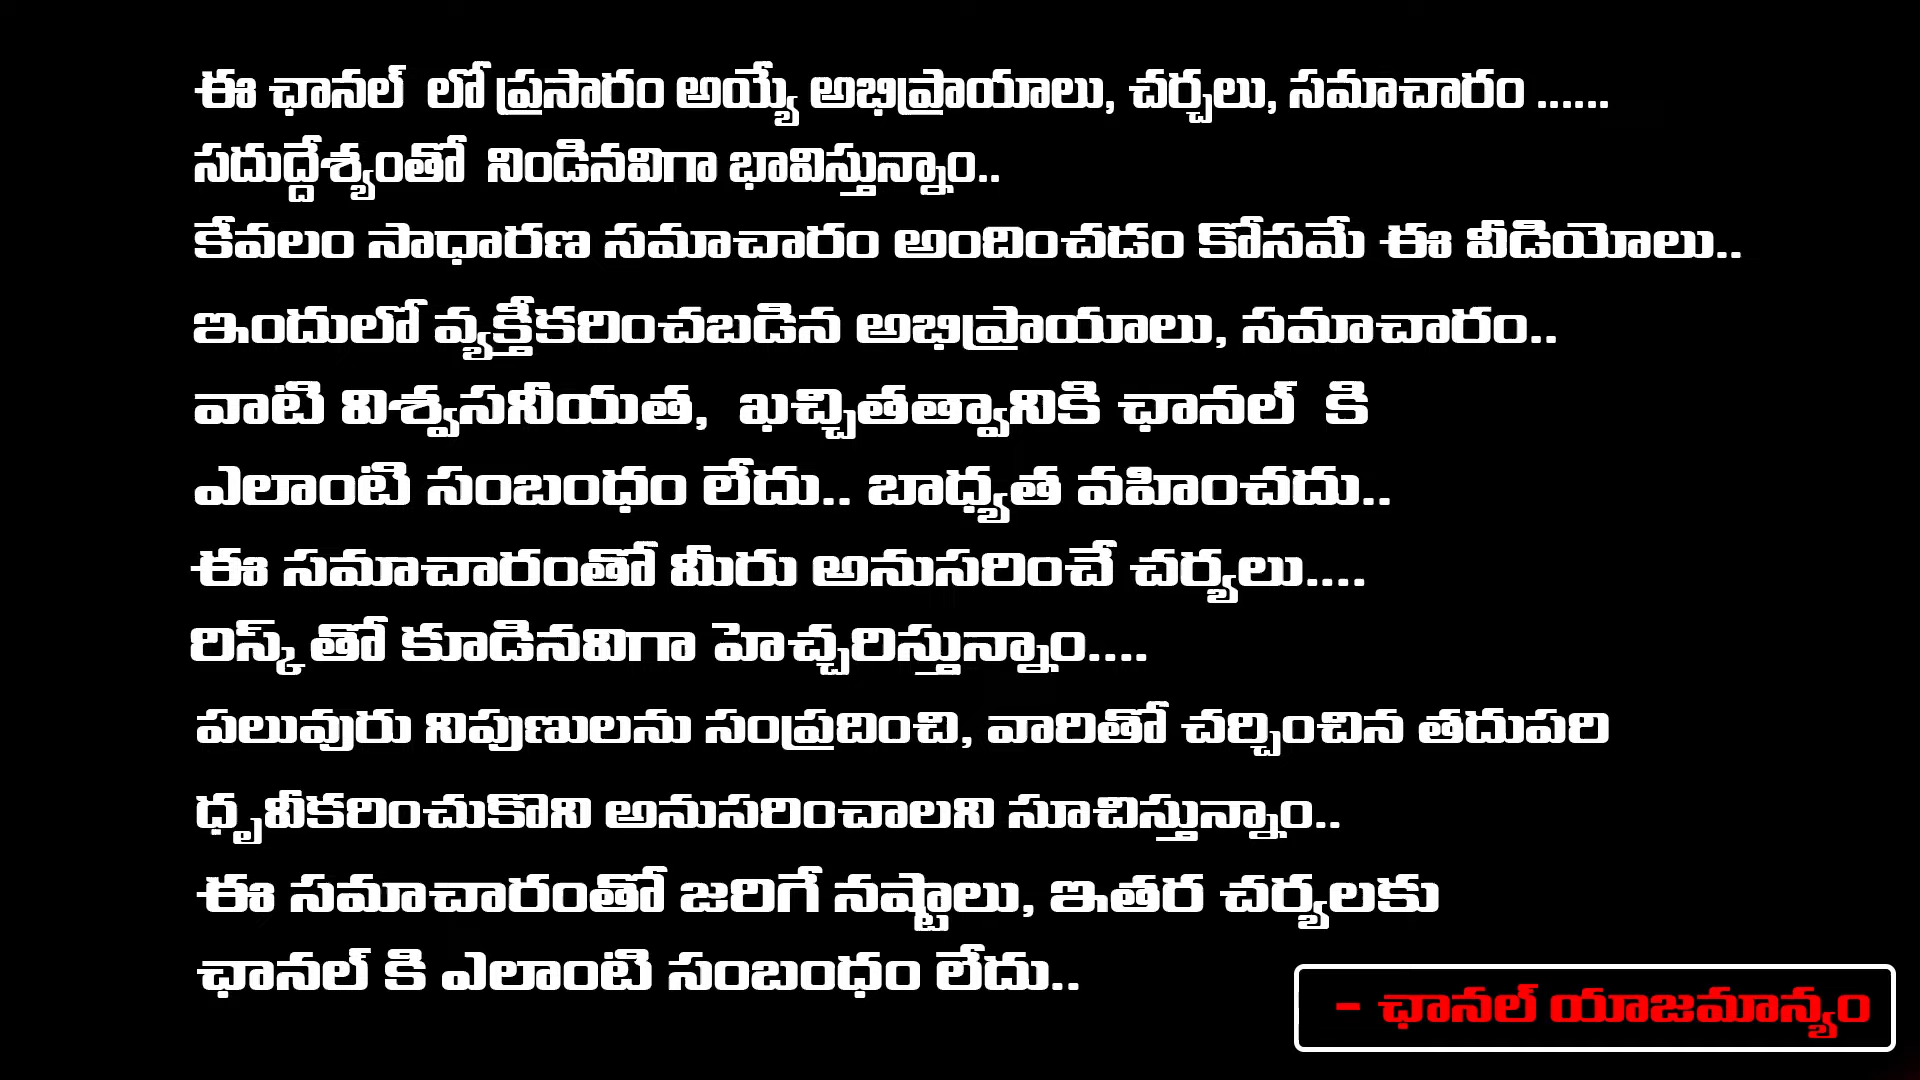 ఈ ఛానల్ లో ప్రసారం అయ్యే అభిప్రాయాలు, చర్చలు, సమాచారం ......
సదుద్దేశ్యంతో నిండినవిగా భావిస్తున్నాం..
కేవలం సాధారణ సమాచారం అందించడం కోసమే ఈ వీడియోలు..
ఇందులో వ్యక్తీకరించబడిన అభిప్రాయాలు, సమాచారం..
వాటి విశ్వసనీయత, ఖచ్చితత్వానికి ఛానల్ కి
ఎలాంటి సంబంధం లేదు.. బాధ్యత వహించదు..
ఈ సమాచారంతో మీరు అనుసరించే చర్యలు....
రిస్క్ తో కూడినవిగా హెచ్చరిస్తున్నాం....
పలువురు నిపుణులను సంప్రదించి, వారితో చర్చించిన తదుపరి
ధృవీకరించుకొని అనుసరించాలని సూచిస్తున్నాం..
ఈ సమాచారంతో జరిగే నష్టాలు, ఇతర చర్యలకు
ఛానల్ కి ఎలాంటి సంబంధం లేదు..
- ఛానల్ యాజమాన్యం